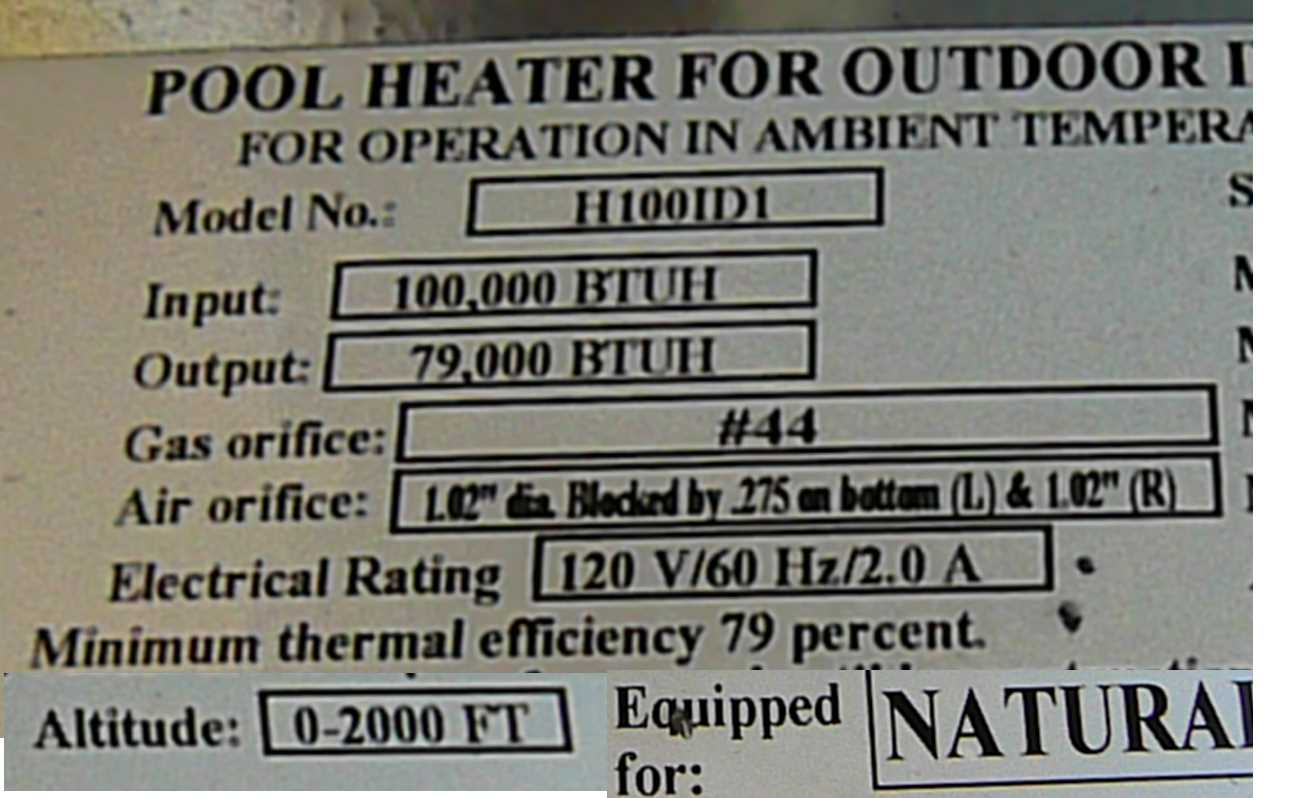 POOL HEATER FOR OUTDOOR
FOR OPERATION IN AMBIENT TEMPERA
Model No.: H100ID1
Input: 100,000 BTUH
Output: 79,000 BTUH
Gas orifice: #44
Air orifice: 1.02" dia. Blocked by .275 on bottom (L) & 1.02" (R)
Electrical Rating 120 V/60 Hz/2.0 A
Minimum thermal efficiency 79 percent.
Altitude: 0-2000 FT
Equipped for: NATURAL